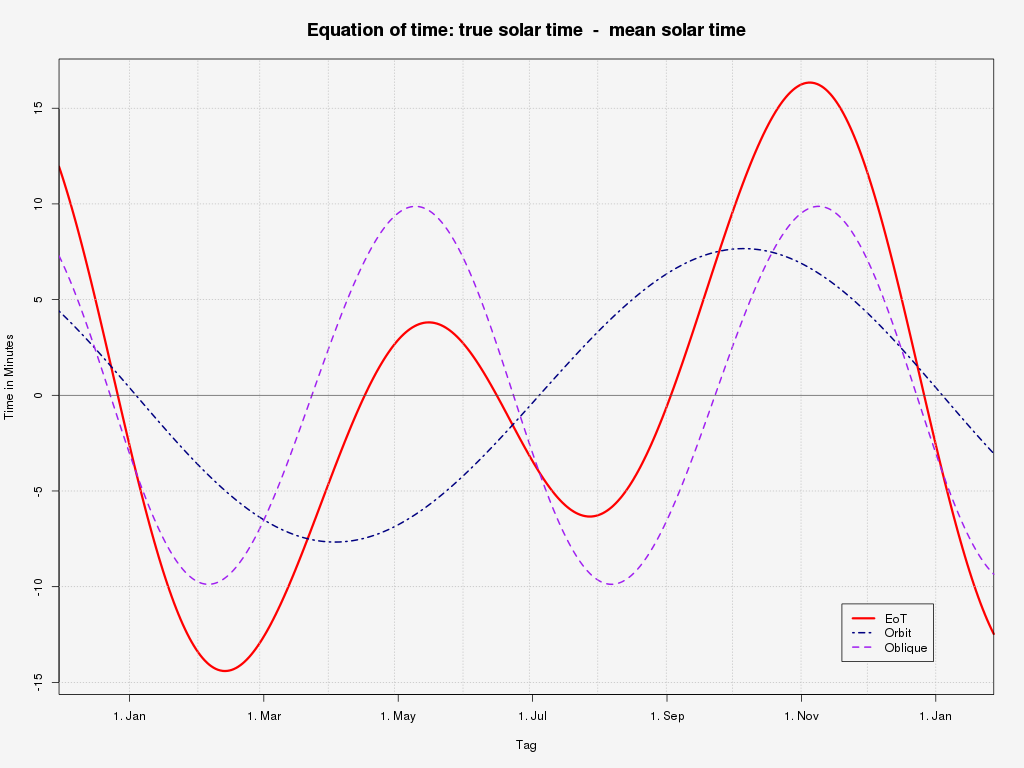 Equation of time: true solar time - mean solar time
Time in Minutes
15
10
5
0
-5
-10
-15
EoT
Orbit
Oblique
1. Jan
1. Mar
1. May
1. Jul
1. Sep
1. Nov
1. Jan
Tag